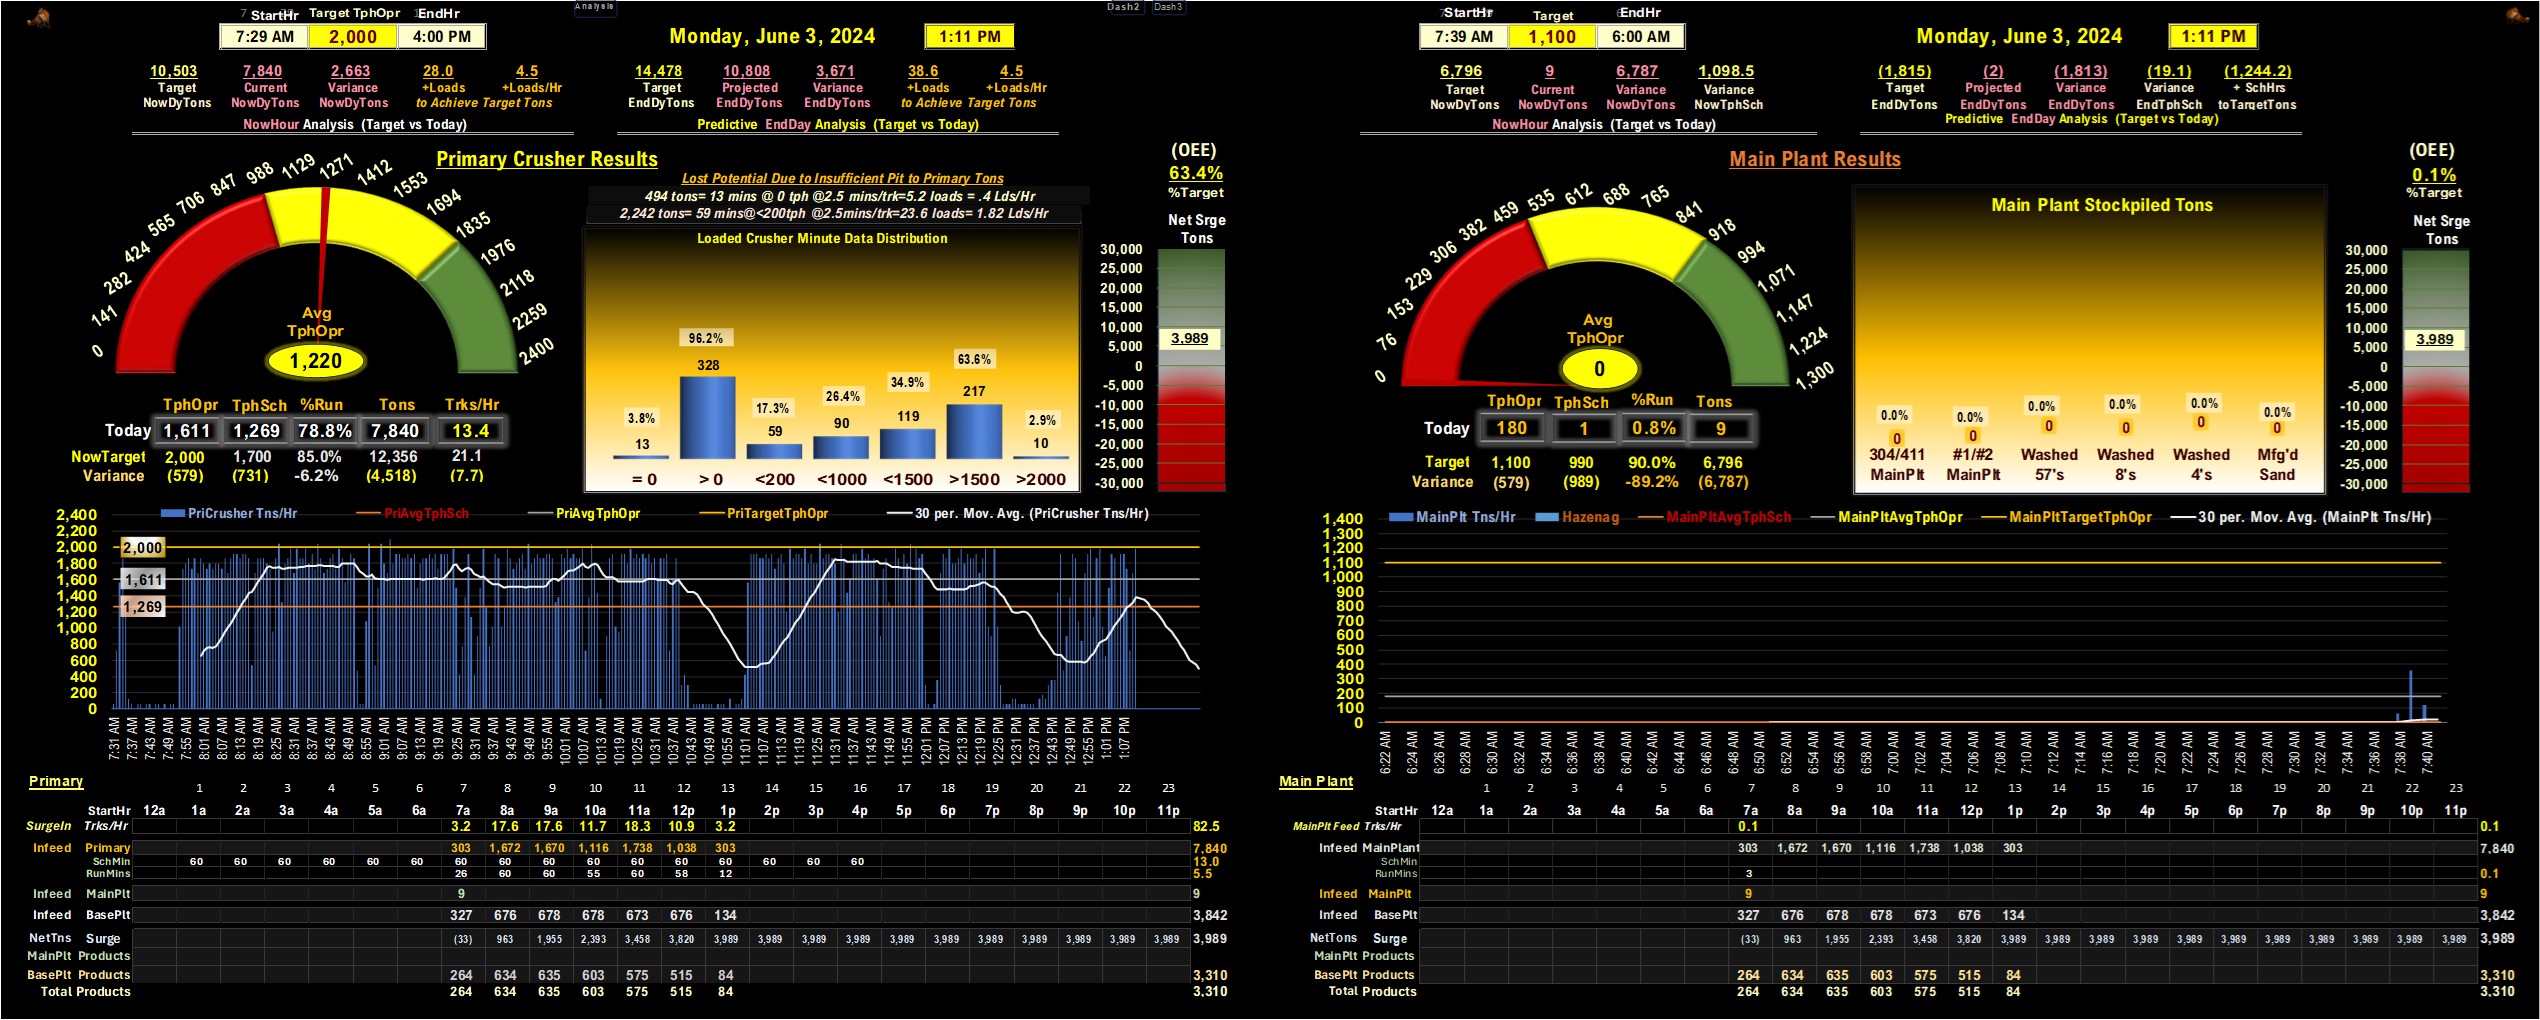 Analysis
Dash2 Dash3
StartHr Target TphOpr EndHr
7:29 AM 2,000 4:00 PM
Monday, June 3, 2024 1:11 PM
10,503 7,840 2,663 28.0 4.5
Target Current Variance +Loads +Loads/Hr
NowDyTons NowDyTons NowDyTons to Achieve Target Tons
NowHour Analysis (Target vs Today)
14,478 10,808 3,671 38.6 4.5
Target Projected Variance +Loads +Loads/Hr
EndDyTons EndDyTons EndDyTons to Achieve Target Tons
Predictive EndDay Analysis (Target vs Today)
Primary Crusher Results
0 141 282 424 565 706 847 988 1129 1271 1412 1553 1694 1835 1976 2118 2259 2400
Avg
TphOpr
1,220
TphOpr TphSch %Run Tons Trks/Hr
Today 1,611 1,269 78.8% 7,840 13.4
NowTarget 2,000 1,700 85.0% 12,356 21.1
Variance (579) (731) -6.2% (4,518) (7.7)
Lost Potential Due to Insufficient Pit to Primary Tons
494 tons= 13 mins @ 0 tph @2.5 mins/trk=5.2 loads = .4 Lds/Hr
2,242 tons= 59 mins@<200tph @2.5mins/trk=23.6 loads= 1.82 Lds/Hr
Loaded Crusher Minute Data Distribution
3.8% 96.2% 17.3% 26.4% 34.9% 63.6% 2.9%
13 328 59 90 119 217 10
= 0 > 0 <200 <1000 <1500 >1500 >2000
(OEE)
63.4%
%Target
Net Srge
Tons
30,000
25,000
20,000
15,000
10,000
3,989
5,000
0
-5,000
-10,000
-15,000
-20,000
-25,000
-30,000
PriCrusher Tns/Hr PriAvgTphSch PriAvgTphOpr PriTargetTphOpr 30 per. Mov. Avg. (PriCrusher Tns/Hr)
2,400
2,200
2,000
1,800
1,600
1,400
1,200
1,000
800
600
400
200
0
2,000
1,611
1,269
7:31 AM 7:37 AM 7:43 AM 7:49 AM 7:55 AM 8:01 AM 8:07 AM 8:13 AM 8:19 AM 8:25 AM 8:31 AM 8:37 AM 8:43 AM 8:49 AM 8:55 AM 9:01 AM 9:07 AM 9:13 AM 9:19 AM 9:25 AM 9:31 AM 9:37 AM 9:43 AM 9:49 AM 9:55 AM 10:01 AM 10:07 AM 10:13 AM 10:19 AM 10:25 AM 10:31 AM 10:37 AM 10:43 AM 10:49 AM 10:55 AM 11:01 AM 11:07 AM 11:13 AM 11:19 AM 11:25 AM 11:31 AM 11:37 AM 11:43 AM 11:49 AM 11:55 AM 12:01 PM 12:07 PM 12:13 PM 12:19 PM 12:25 PM 12:31 PM 12:37 PM 12:43 PM 12:49 PM 12:55 PM 1:01 PM 1:07 PM
Primary
1 2 3 4 5 6 7 8 9 10 11 12 13 14 15 16 17 18 19 20 21 22 23
StartHr 12a 1a 2a 3a 4a 5a 6a 7a 8a 9a 10a 11a 12p 1p 2p 3p 4p 5p 6p 7p 8p 9p 10p 11p
SurgeIn Trks/Hr 3.2 17.6 17.6 11.7 18.3 10.9 3.2 82.5
Infeed Primary 303 1,672 1,670 1,116 1,738 1,038 303 7,840
SchMin 60 60 60 60 60 60 60 60 60 60 60 60 60 60 60 60 13.0
RunMins 26 60 60 55 60 58 12 5.5
Infeed MainPlt 9 9
Infeed BasePlt 327 676 678 678 673 676 134 3,842
NetTns Surge (33) 963 1,955 2,393 3,458 3,820 3,989 3,989 3,989 3,989 3,989 3,989 3,989 3,989 3,989 3,989 3,989 3,989
MainPlt Products
BasePlt Products 264 634 635 603 575 515 84 3,310
Total Products 264 634 635 603 575 515 84 3,310
StartHr Target EndHr
7:39 AM 1,100 6:00 AM
Monday, June 3, 2024 1:11 PM
6,796 9 6,787 1,098.5
Target Current Variance Variance
NowDyTons NowDyTons NowDyTons NowTphSch
NowHour Analysis (Target vs Today)
(1,815) (2) (1,813) (19.1) (1,244.2)
Target Projected Variance Variance + SchHrs
EndDyTons EndDyTons EndDyTons EndTphSch toTargetTons
Predictive EndDay Analysis (Target vs Today)
Main Plant Results
0 76 153 229 306 382 459 535 612 688 765 841 918 994 1,071 1,147 1,224 1,300
Avg
TphOpr
0
TphOpr TphSch %Run Tons
Today 180 1 0.8% 9
Target 1,100 990 90.0% 6,796
Variance (579) (989) -89.2% (6,787)
Main Plant Stockpiled Tons
0.0% 0.0% 0.0% 0.0% 0.0% 0.0%
0 0 0 0 0 0
304/411 #1/#2 Washed Washed Washed Mfg'd
MainPlt MainPlt 57's 8's 4's Sand
(OEE)
0.1%
%Target
Net Srge
Tons
30,000
25,000
20,000
15,000
10,000
3,989
5,000
0
-5,000
-10,000
-15,000
-20,000
-25,000
-30,000
MainPlt Tns/Hr Hazenag MainPltAvgTphSch MainPltAvgTphOpr MainPltTargetTphOpr 30 per. Mov. Avg. (MainPlt Tns/Hr)
1,400
1,300
1,200
1,100
1,000
900
800
700
600
500
400
300
200
100
0
6:22 AM 6:24 AM 6:26 AM 6:28 AM 6:30 AM 6:32 AM 6:34 AM 6:36 AM 6:38 AM 6:40 AM 6:42 AM 6:44 AM 6:46 AM 6:48 AM 6:50 AM 6:52 AM 6:54 AM 6:56 AM 6:58 AM 7:00 AM 7:02 AM 7:04 AM 7:06 AM 7:08 AM 7:10 AM 7:12 AM 7:14 AM 7:16 AM 7:18 AM 7:20 AM 7:22 AM 7:24 AM 7:26 AM 7:28 AM 7:30 AM 7:32 AM 7:34 AM 7:36 AM 7:38 AM 7:40 AM
Main Plant
1 2 3 4 5 6 7 8 9 10 11 12 13 14 15 16 17 18 19 20 21 22 23
StartHr 12a 1a 2a 3a 4a 5a 6a 7a 8a 9a 10a 11a 12p 1p 2p 3p 4p 5p 6p 7p 8p 9p 10p 11p
MainPlt Feed Trks/Hr 0.1 0.1
Infeed MainPlant 303 1,672 1,670 1,116 1,738 1,038 303 7,840
SchMin
RunMins 3 0.1
Infeed MainPlt 9 9
Infeed BasePlt 327 676 678 678 673 676 134 3,842
NetTons Surge (33) 963 1,955 2,393 3,458 3,820 3,989 3,989 3,989 3,989 3,989 3,989 3,989 3,989 3,989 3,989 3,989 3,989
MainPlt Products
BasePlt Products 264 634 635 603 575 515 84 3,310
Total Products 264 634 635 603 575 515 84 3,310